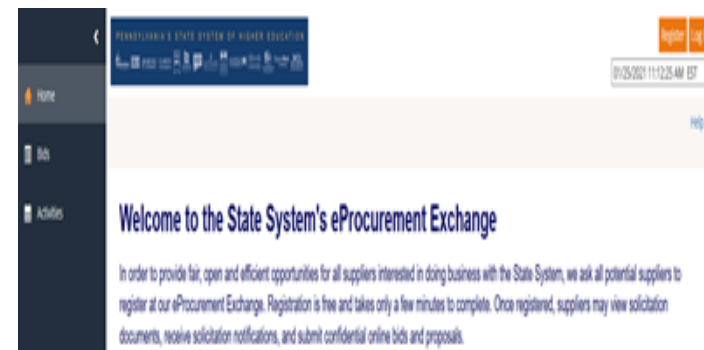 PENNSYLVANIA'S STATE SYSTEM OF HIGHER EDUCATION
Register Log
01/25/2021 11:12:25 AM EST
Home
Help
Bids
Activities
Welcome to the State System's eProcurement Exchange
In order to provide fair, open and efficient opportunities for all suppliers interested in doing business with the State System, we ask all potential suppliers to
register at our eProcurement Exchange. Registration is free and takes only a few minutes to complete. Once registered, suppliers may view solicitation
documents, receive solicitation notifications, and submit confidential online bids and proposals.